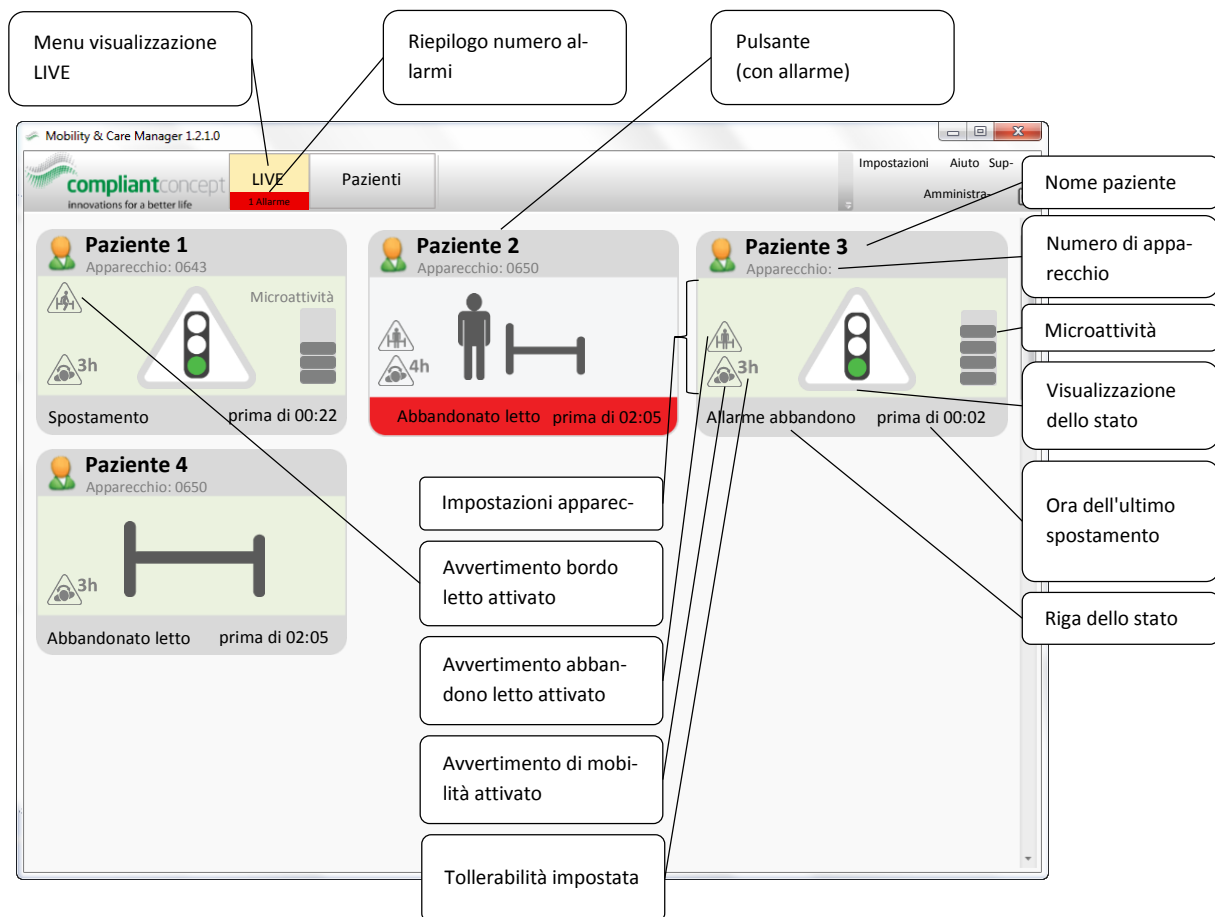 Menu visualizzazione
LIVE
Riepilogo numero al-
larmi
Pulsante
(con allarme)
Mobility & Care Manager 1.2.1.0
compliantconcept
innovations for a better life
LIVE
1 Allarme
Pazienti
Impostazioni Aiuto Sup-
Amministra-
Nome paziente
Numero di appa-
recchio
Microattività
Visualizzazione
dello stato
Ora dell'ultimo
spostamento
Riga dello stato
Paziente 1
Apparecchio: 0643
Microattività
3h
Spostamento prima di 00:22
Paziente 2
Apparecchio: 0650
4h
Abbandonato letto prima di 02:05
Paziente 3
Apparecchio:
3h
Allarme abbandono prima di 00:02
Paziente 4
Apparecchio: 0650
3h
Abbandonato letto prima di 02:05
Impostazioni apparec-
Avvertimento bordo
letto attivato
Avvertimento abban-
dono letto attivato
Avvertimento di mobi-
lità attivato
Tollerabilità impostata